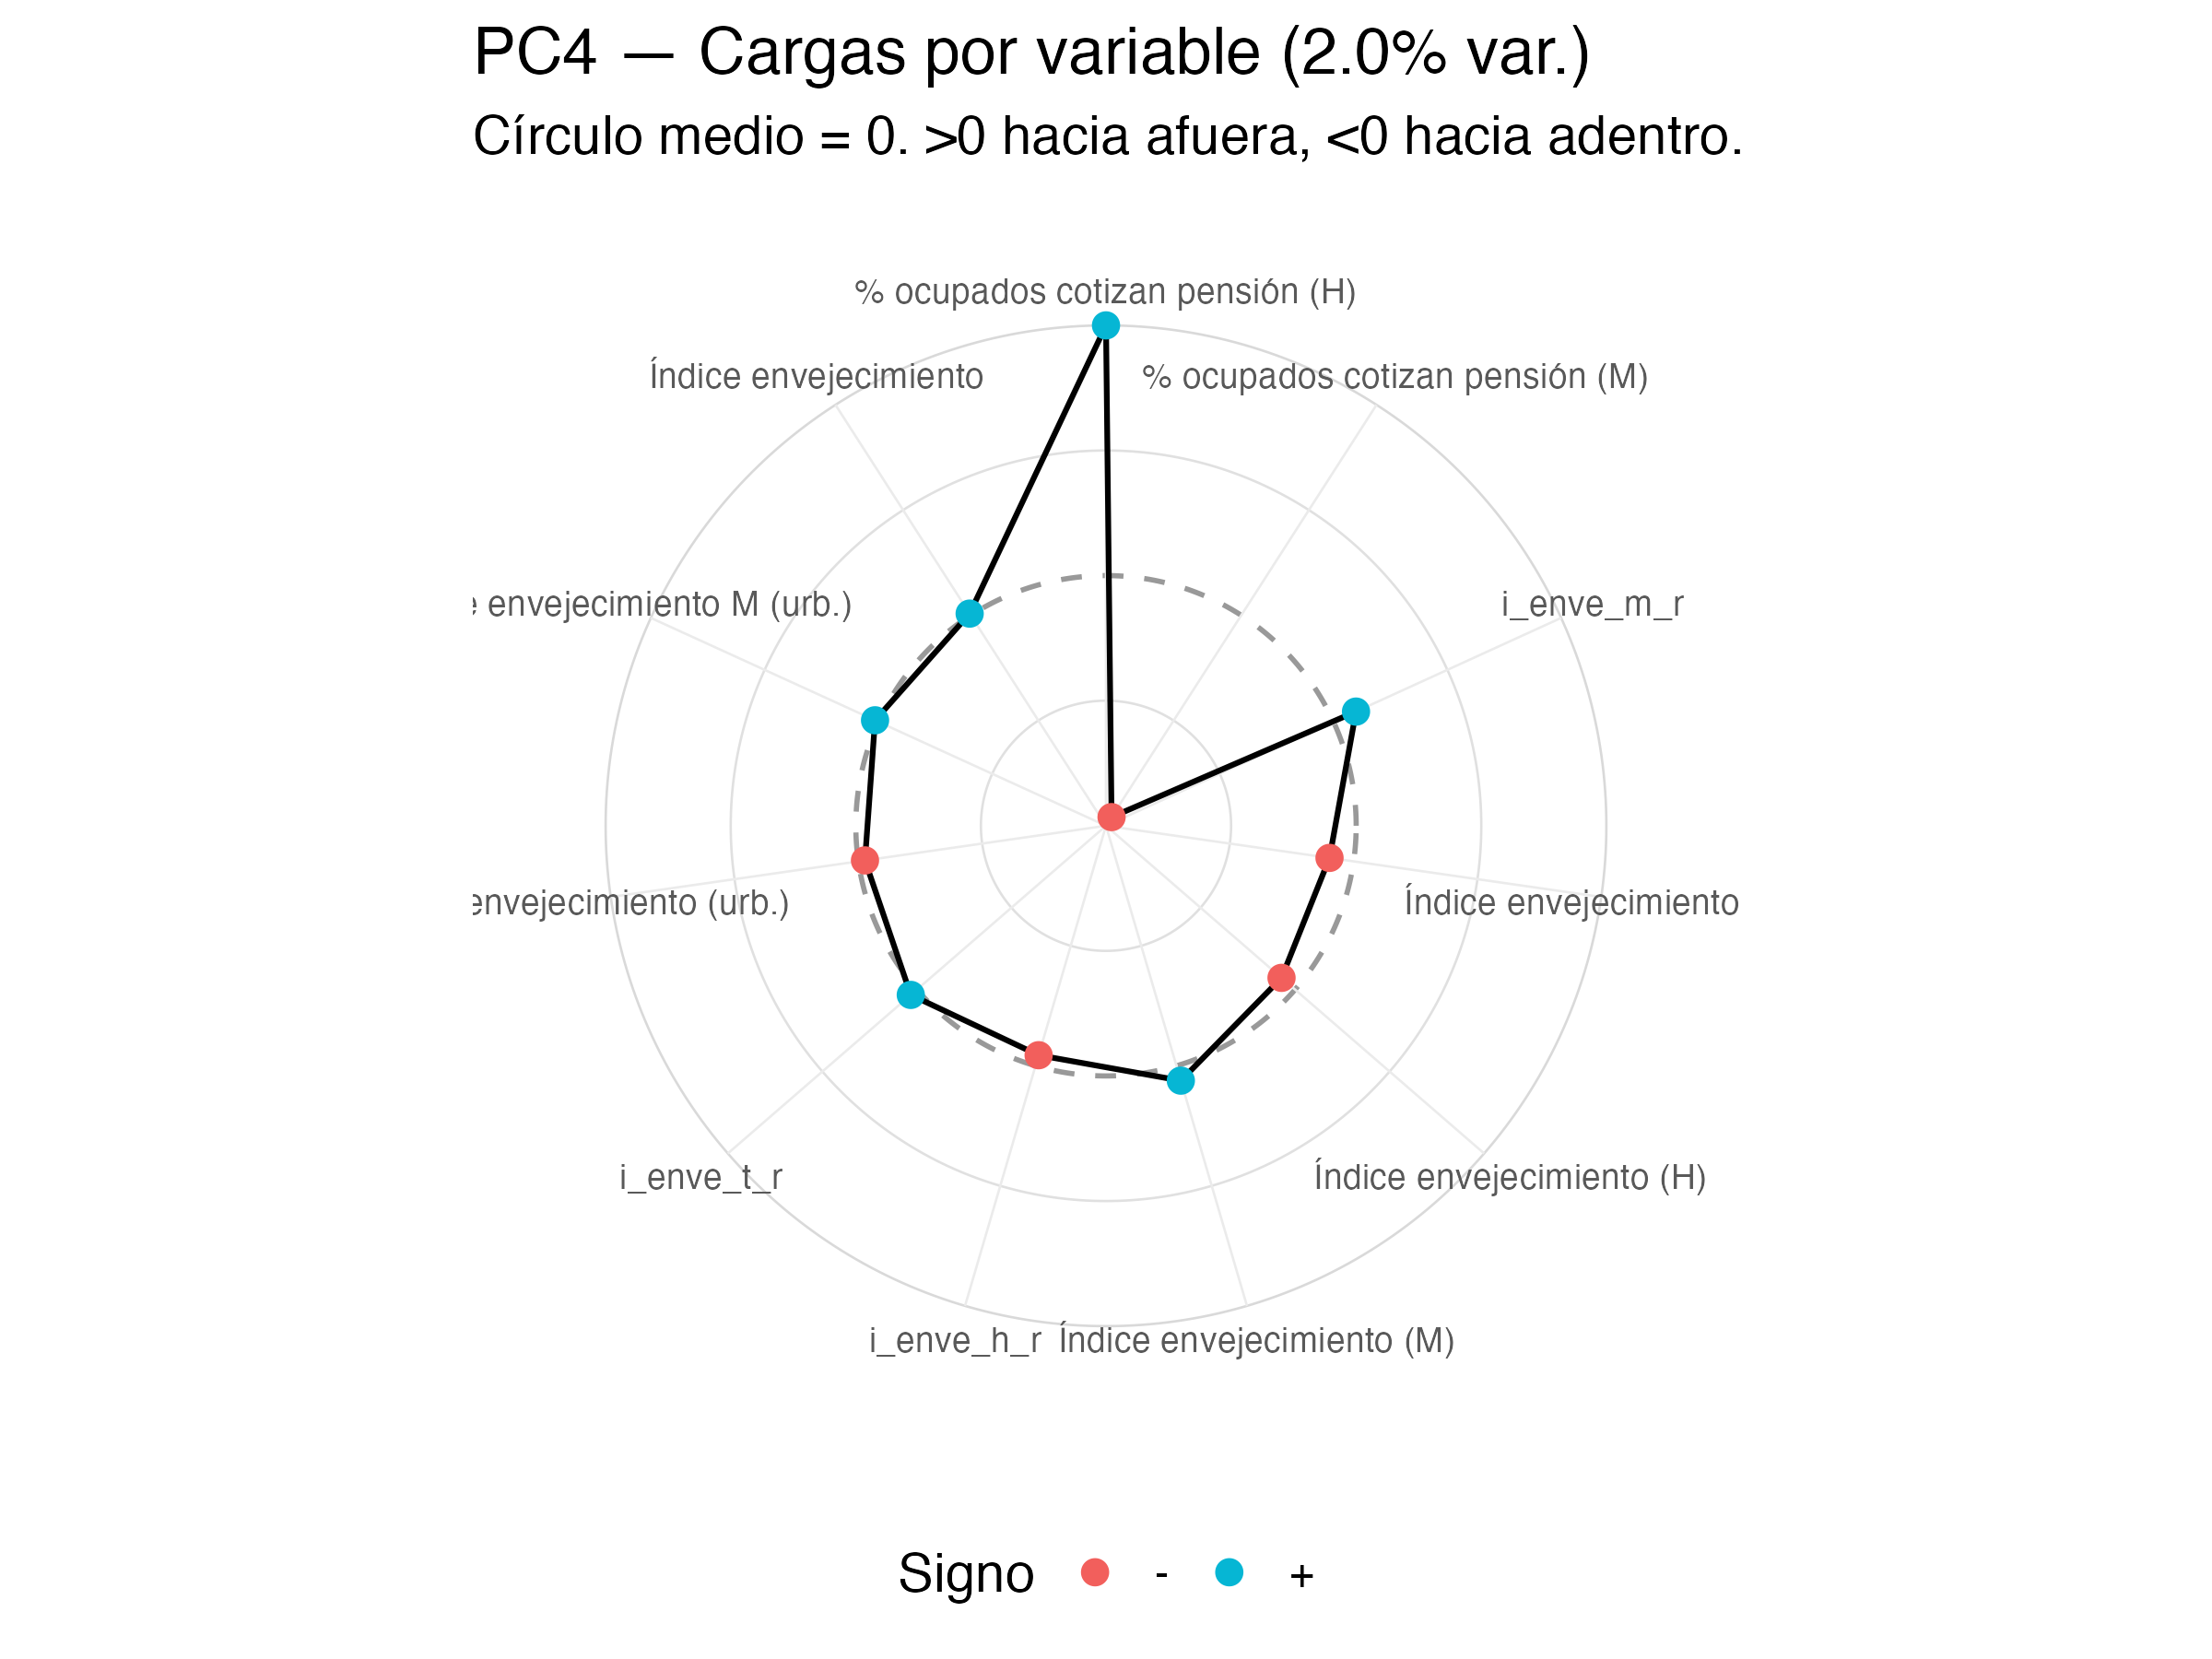 PC4 — Cargas por variable (2.0% var.)
Círculo medio = 0. >0 hacia afuera, <0 hacia adentro.
% ocupados cotizan pensión (H)
Índice envejecimiento
% ocupados cotizan pensión (M)
envejecimiento M (urb.)
i_enve_m_r
envejecimiento (urb.)
Índice envejecimiento
i_enve_t_r
Índice envejecimiento (H)
i_enve_h_r
Índice envejecimiento (M)
Signo - +